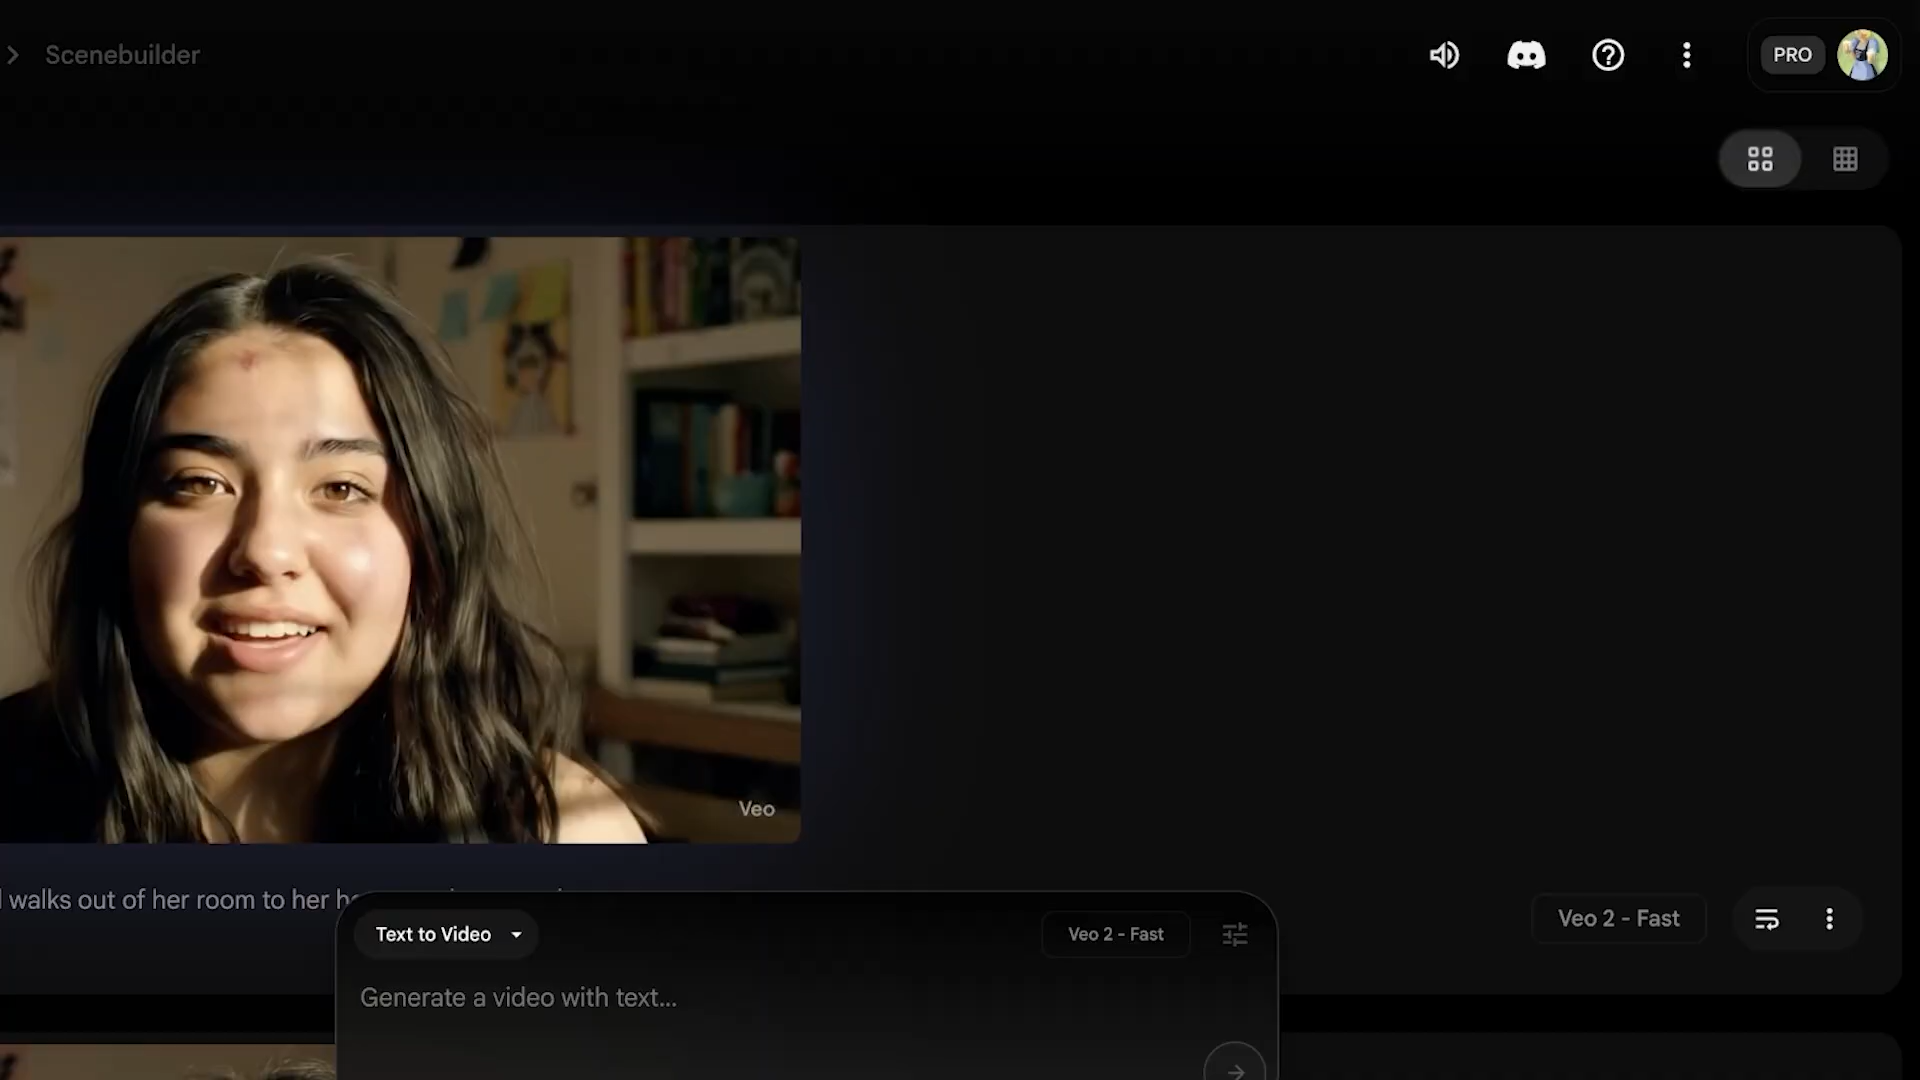 Scenebuilder
PRO
Veo
walks out of her room to her
Veo 2 - Fast
Text to Video
Veo 2 - Fast
Generate a video with text...